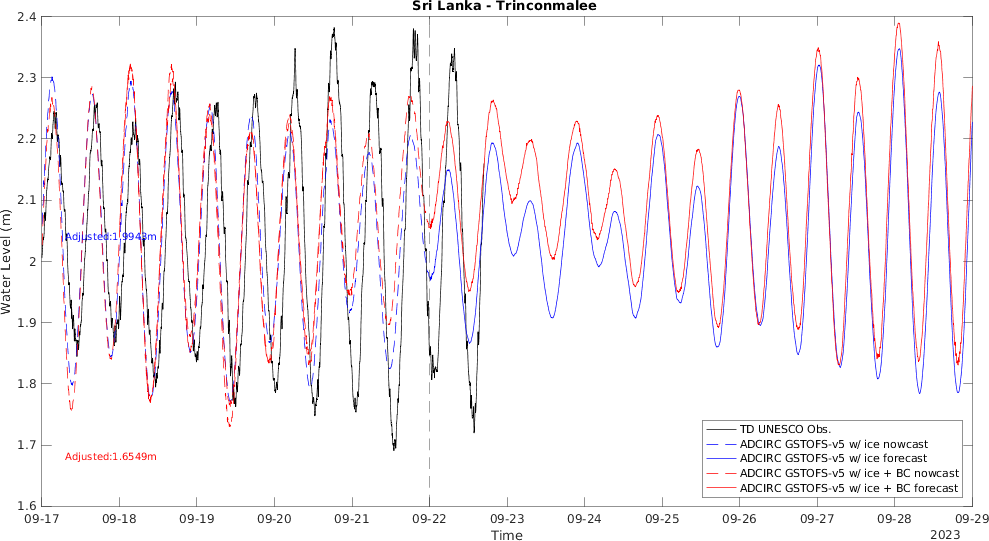 Sri Lanka - Trinconmalee
2.4
2.3
2.2
2.1
2
1.9
1.8
1.7
1.6
Water Level (m)
Adjusted:1.9943m
Adjusted:1.6549m
TD UNESCO Obs.
ADCIRC GSTOFS-v5 w/ ice nowcast
ADCIRC GSTOFS-v5 w/ ice forecast
ADCIRC GSTOFS-v5 w/ ice + BC nowcast
ADCIRC GSTOFS-v5 w/ ice + BC forecast
09-17 09-18 09-19 09-20 09-21 09-22 09-23 09-24 09-25 09-26 09-27 09-28 09-29
Time
2023